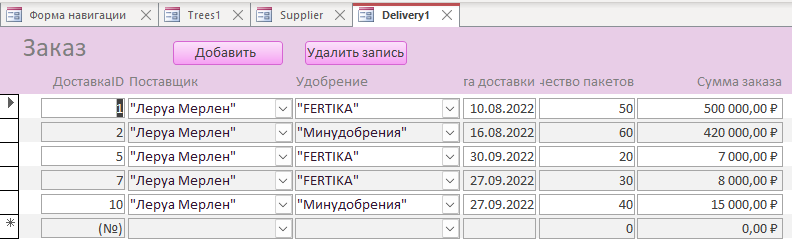 Форма навигации Trees1 Supplier Delivery1
Заказ Добавить Удалить запись
ДоставкаID Поставщик Удобрение та доставки чество пакетов Сумма заказа
1 "Леруа Мерлен" "FERTIKA" 10.08.2022 50 500 000,00 ₽
2 "Леруа Мерлен" "Минудобрения" 16.08.2022 60 420 000,00 ₽
5 "Леруа Мерлен" "FERTIKA" 30.09.2022 20 7 000,00 ₽
7 "Леруа Мерлен" "FERTIKA" 27.09.2022 30 8 000,00 ₽
10 "Леруа Мерлен" "Минудобрения" 27.09.2022 40 15 000,00 ₽
(№) 0 0,00 ₽